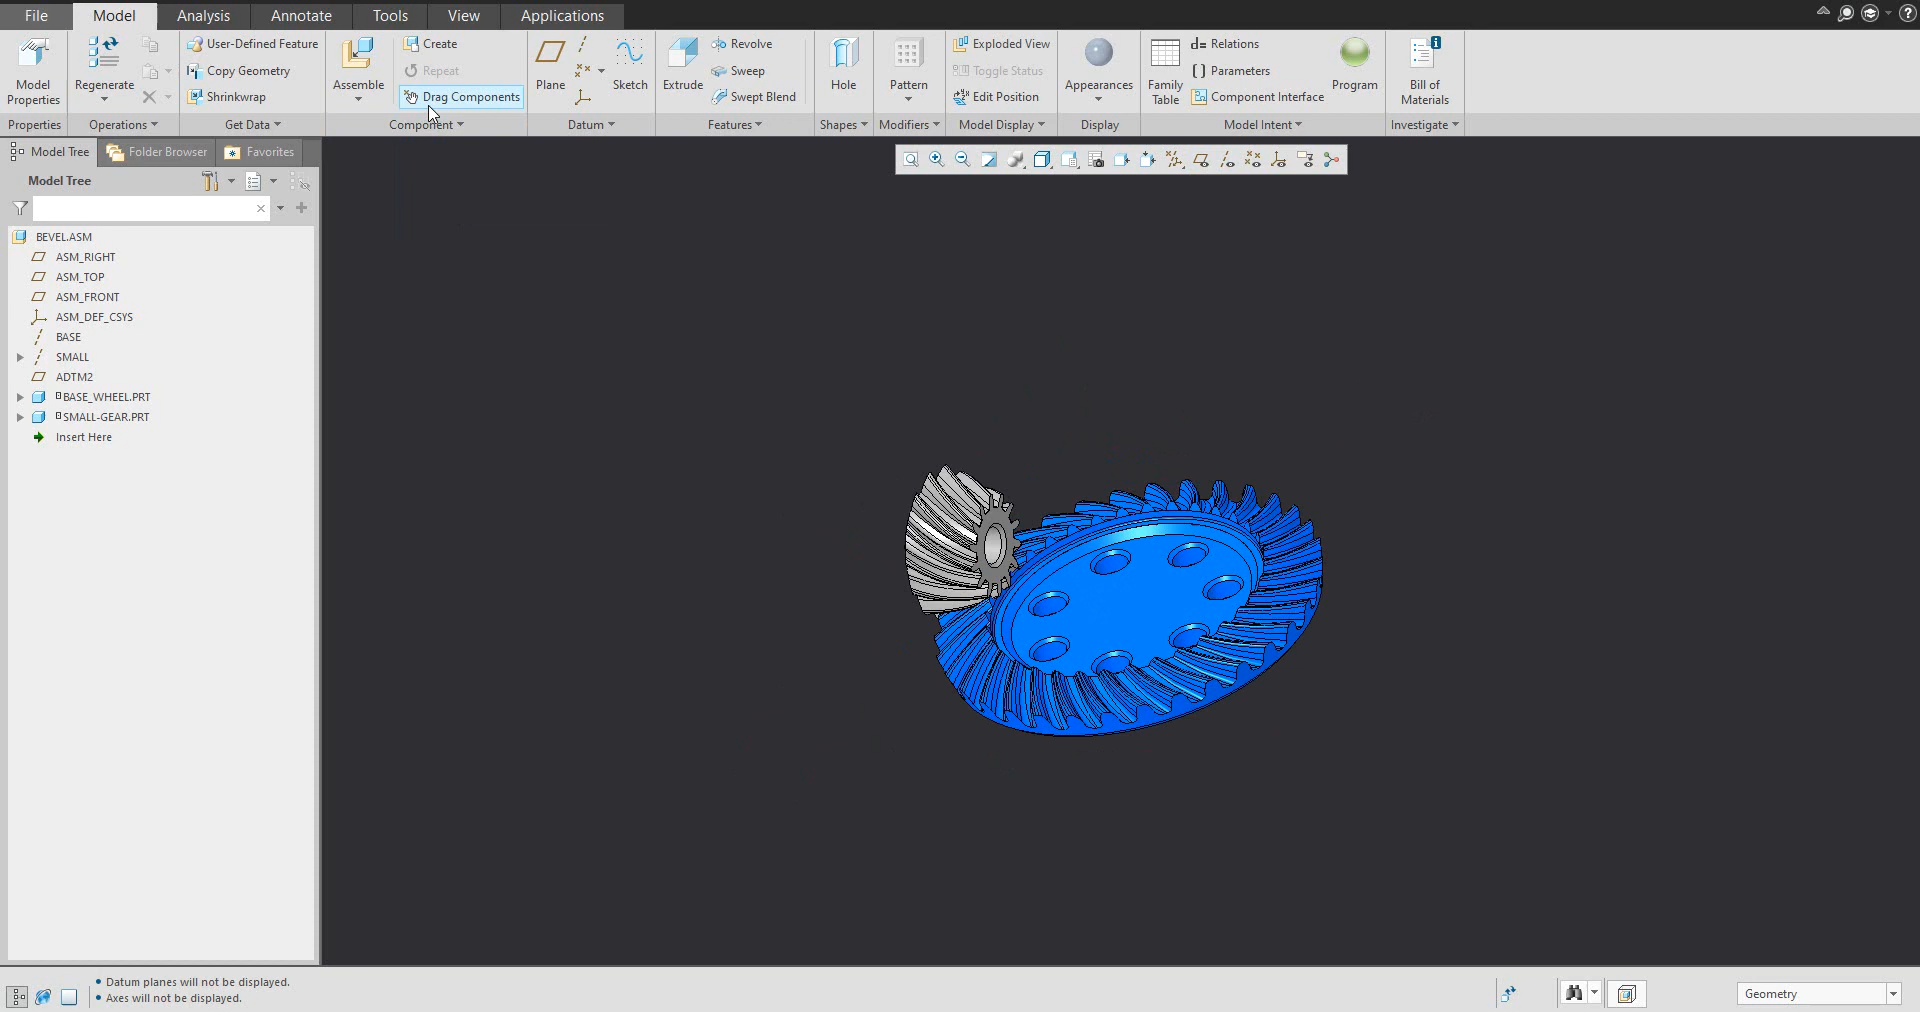 File Model Analysis Annotate Tools View Applications
Model Properties
Regenerate
User-Defined Feature
Copy Geometry
Shrinkwrap
Assemble
Create
Repeat
Drag Components
Plane
Sketch
Extrude
Revolve
Sweep
Swept Blend
Hole
Pattern
Exploded View
Toggle Status
Edit Position
Appearances
Family Table
Relations
Parameters
Component Interface
Program
Bill of Materials
Properties Operations Get Data Component Datum Features Shapes Modifiers Model Display Display Model Intent Investigate
Model Tree Folder Browser Favorites
Model Tree
BEVEL.ASM
ASM_RIGHT
ASM_TOP
ASM_FRONT
ASM_DEF_CSYS
BASE
SMALL
ADTM2
BASE_WHEEL.PRT
SMALL-GEAR.PRT
Insert Here
• Datum planes will not be displayed.
• Axes will not be displayed.
Geometry